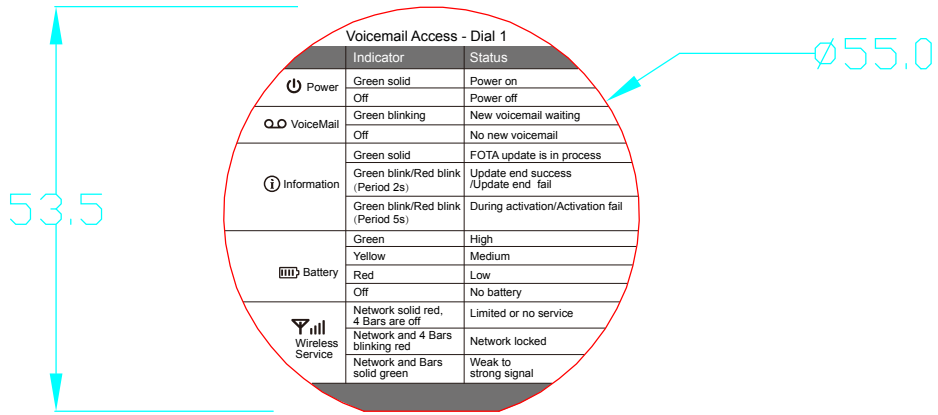 Voicemail Access - Dial 1
Indicator Status
Power Green solid Power on
Off Power off
VoiceMail Green blinking New voicemail waiting
Off No new voicemail
Information Green solid FOTA update is in process
Green blink/Red blink Update end success
(Period 2s) /Update end fail
Green blink/Red blink During activation/Activation fail
(Period 5s)
Battery Green High
Yellow Medium
Red Low
Off No battery
Wireless
Service
Network solid red, Limited or no service
4 Bars are off
Network and 4 Bars Network locked
blinking red
Network and Bars Weak to
solid green strong signal
53,5
Ø55,0